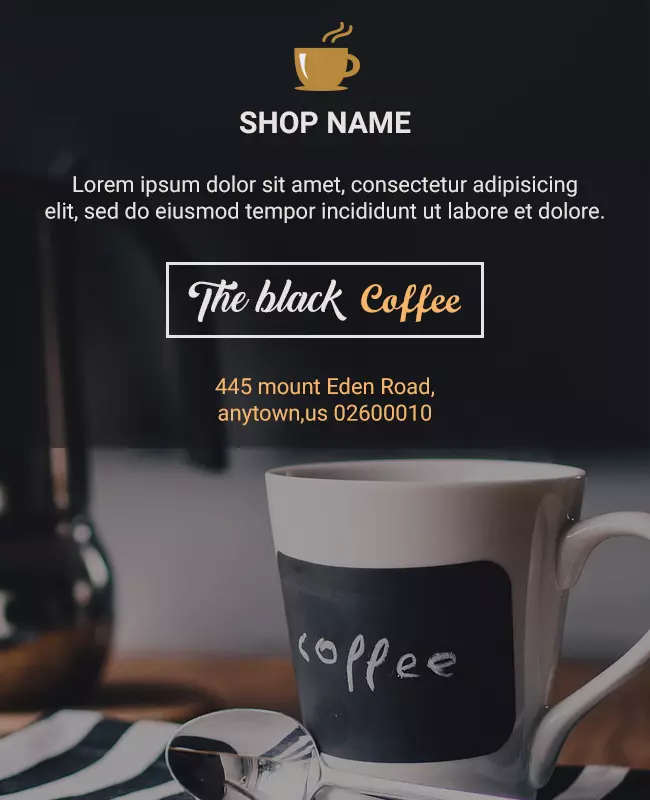 SHOP NAME
Lorem ipsum dolor sit amet, consectetur adipisicing
elit, sed do eiusmod tempor incididunt ut labore et dolore.
The black Coffee
445 mount Eden Road,
anytown,us 02600010
coffee